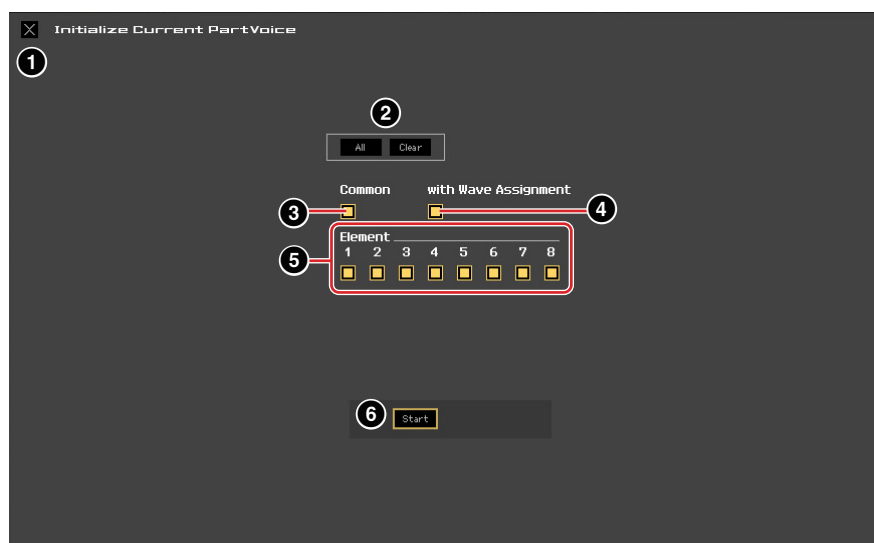 Initialize Current PartVoice
1
2
All Clear
Common with Wave Assignment
3 4
Element
5
1 2 3 4 5 6 7 8
6 Start